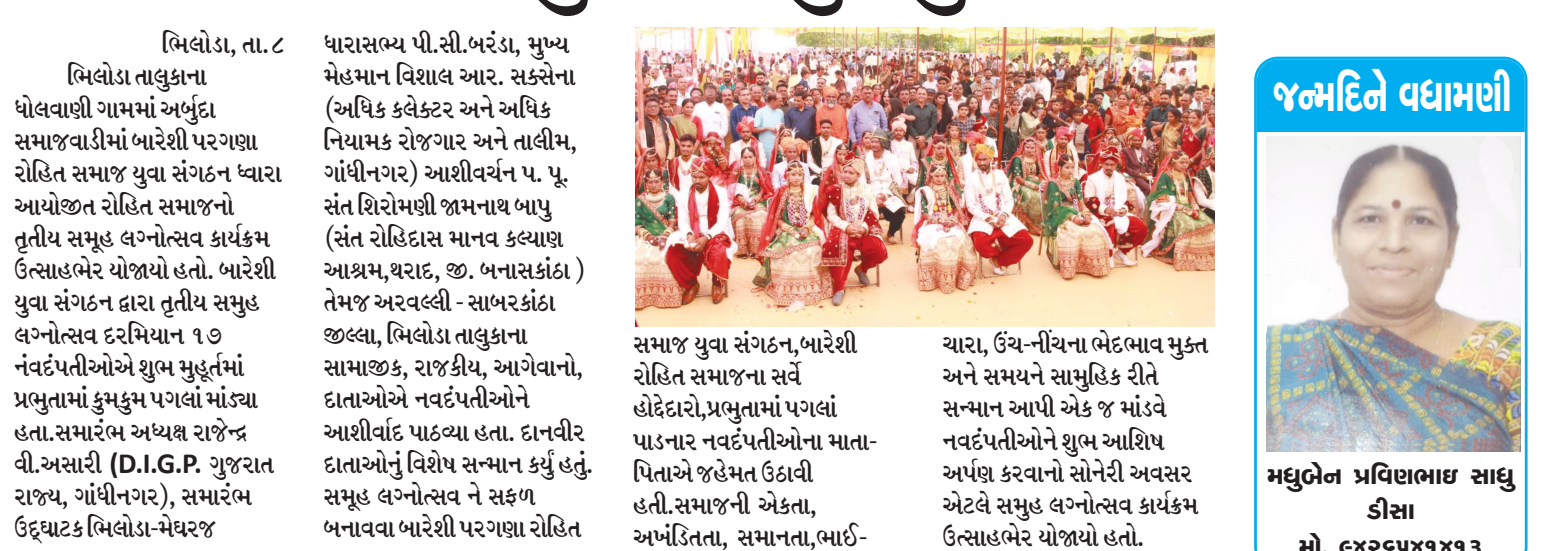 ભિલોડા, તા.૮
ભિલોડા તાલુકાના
ધોલવાણી ગામમાં અર્બુદા
સમાજવાડીમાં બારેશી પરગણા
રોહિત સમાજ યુવા સંગઠન ધ્વારા
આયોજીત રોહિત સમાજનો
તૃતીય સમૂહ લગ્નોત્સવ કાર્યક્રમ
ઉત્સાહભેર યોજાયો હતો. બારેશી
યુવા સંગઠન દ્વારા તૃતીય સમુહ
લગ્નોત્સવ દરમિયાન ૧૭
નંવદંપતીઓએ શુભ મુહૂર્તમાં
પ્રભુતામાં કુમકુમ પગલાં માંડ્યા
હતા.સમારંભ અધ્યક્ષ રાજેન્દ્ર
વી.અસારી (D.I.G.P. ગુજરાત
રાજ્ય, ગાંધીનગર), સમારંભ
ઉદ્ઘાટક ભિલોડા-મેઘરજ
ધારાસભ્ય પી.સી.બરંડા, મુખ્ય
મેહમાન વિશાલ આર. સક્સેના
(અધિક કલેક્ટર અને અધિક
નિયામક રોજગાર અને તાલીમ,
ગાંધીનગર) આશીવર્ચન પ. પૂ.
સંત શિરોમણી જામનાથ બાપુ
(સંત રોહિદાસ માનવ કલ્યાણ
આશ્રમ,થરાદ, જી. બનાસકાંઠા )
તેમજ અરવલ્લી - સાબરકાંઠા
જીલ્લા, ભિલોડા તાલુકાના
સામાજીક, રાજકીય, આગેવાનો,
દાતાઓએ નવદંપતીઓને
આશીર્વાદ પાઠવ્યા હતા. દાનવીર
દાતાઓનું વિશેષ સન્માન કર્યું હતું.
સમૂહ લગ્નોત્સવ ને સફળ
બનાવવા બારેશી પરગણા રોહિત
સમાજ યુવા સંગઠન,બારેશી
રોહિત સમાજના સર્વે
હોદ્દેદારો,પ્રભુતામાં પગલાં
પાડનાર નવદંપતીઓના માતા-
પિતાએ જહેમત ઉઠાવી
હતી.સમાજની એકતા,
અખંડિતતા, સમાનતા,ભાઈ-
ચારા, ઉંચ-નીંચના ભેદભાવ મુક્ત
અને સમયને સામુહિક રીતે
સન્માન આપી એક જ માંડવે
નવદંપતીઓને શુભ આશિષ
અર્પણ કરવાનો સોનેરી અવસર
એટલે સમુહ લગ્નોત્સવ કાર્યક્રમ
ઉત્સાહભેર યોજાયો હતો.
જન્મદિને વધામણી
મધુબેન પ્રવિણભાઇ સાધુ
ડીસા
મો. ૯૪૨૬૫૪૧૪૧૩